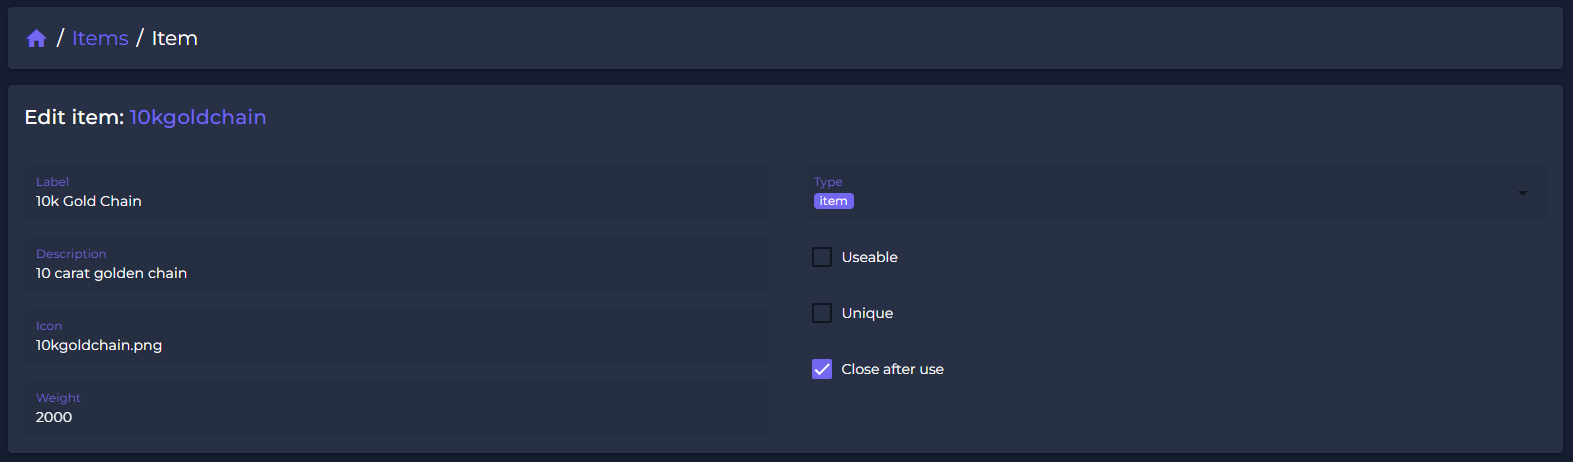 / Items / Item
Edit item: 10kgoldchain
Label
10k Gold Chain
Description
10 carat golden chain
Icon
10kgoldchain.png
Weight
2000
Type
item
Useable
Unique
Close after use